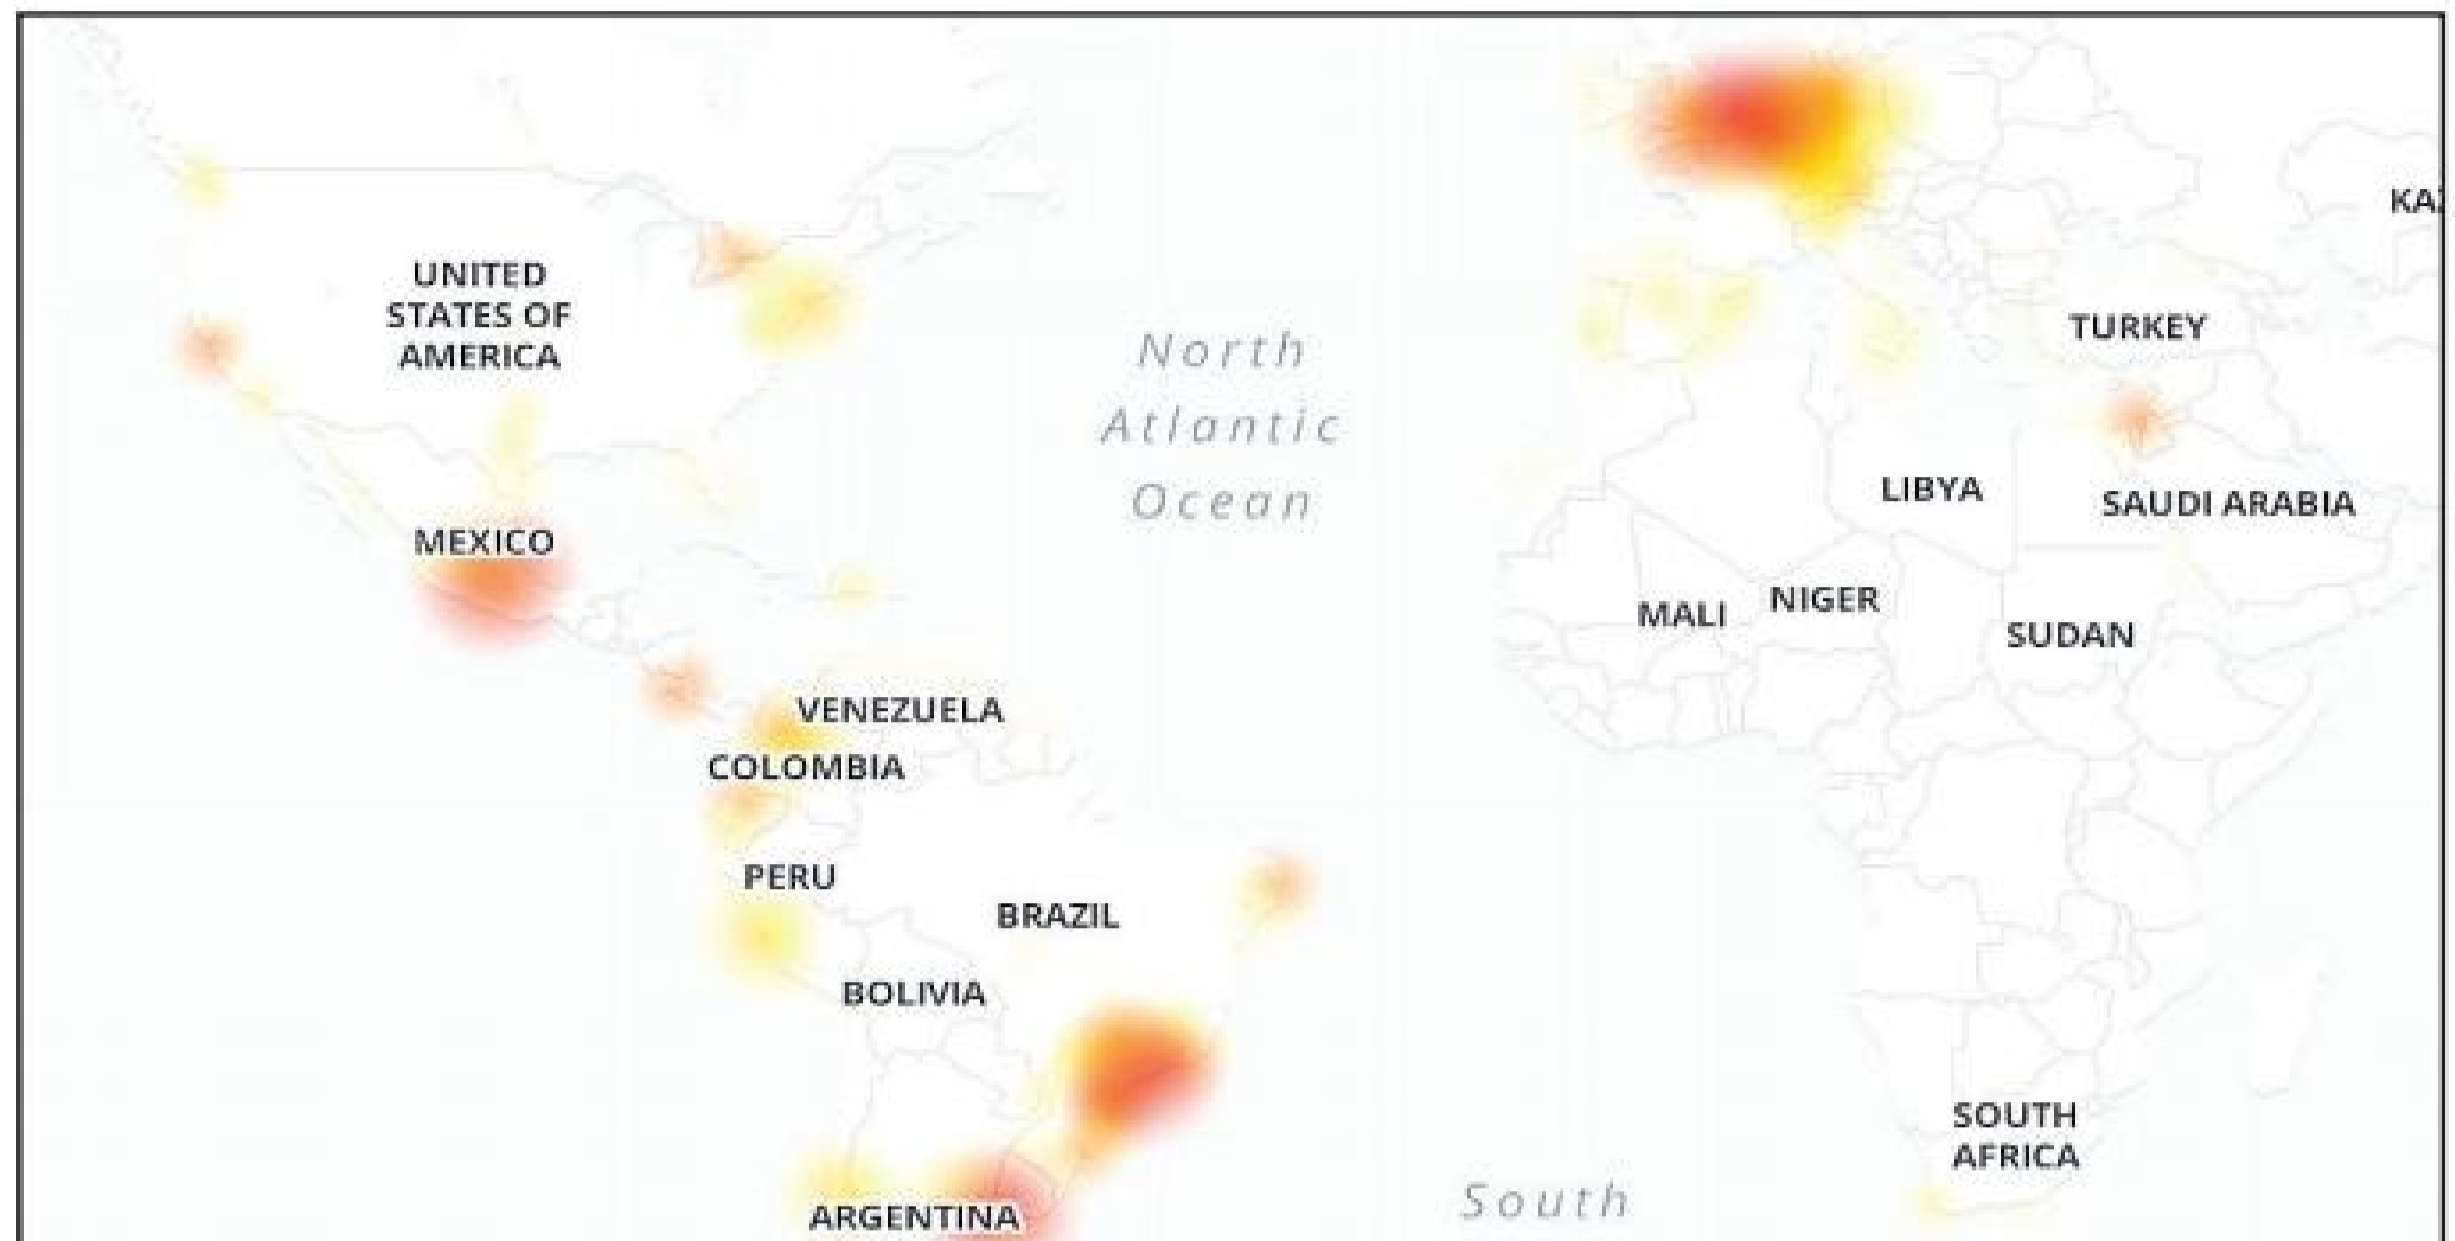 UNITED
STATES OF
AMERICA
North
Atlantic
Ocean
MEXICO
VENEZUELA
COLOMBIA
PERU
BRAZIL
BOLIVIA
ARGENTINA
KAZ
TURKEY
LIBYA
SAUDI ARABIA
MALI
NIGER
SUDAN
SOUTH
AFRICA
South